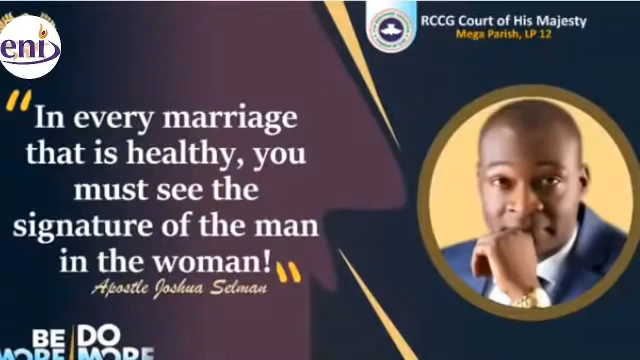 eni
RCCG Court of His Majesty
Mega Parish, LP 12
"In every marriage
that is healthy, you
must see the
signature of the man
in the woman!"
Apostle Joshua Selman
BE DO
MORE MORE